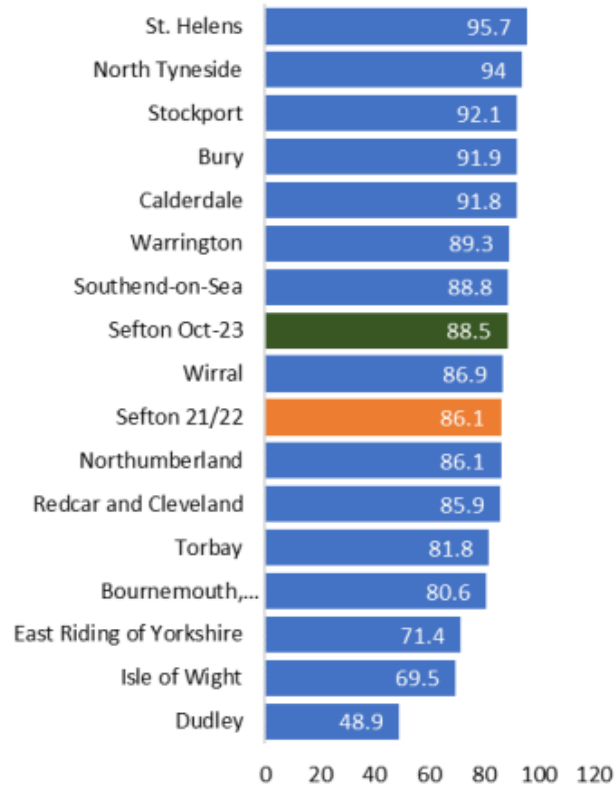 St. Helens 95.7
North Tyneside 94
Stockport 92.1
Bury 91.9
Calderdale 91.8
Warrington 89.3
Southend-on-Sea 88.8
Sefton Oct-23 88.5
Wirral 86.9
Sefton 21/22 86.1
Northumberland 86.1
Redcar and Cleveland 85.9
Torbay 81.8
Bournemouth,... 80.6
East Riding of Yorkshire 71.4
Isle of Wight 69.5
Dudley 48.9
0 20 40 60 80 100 120